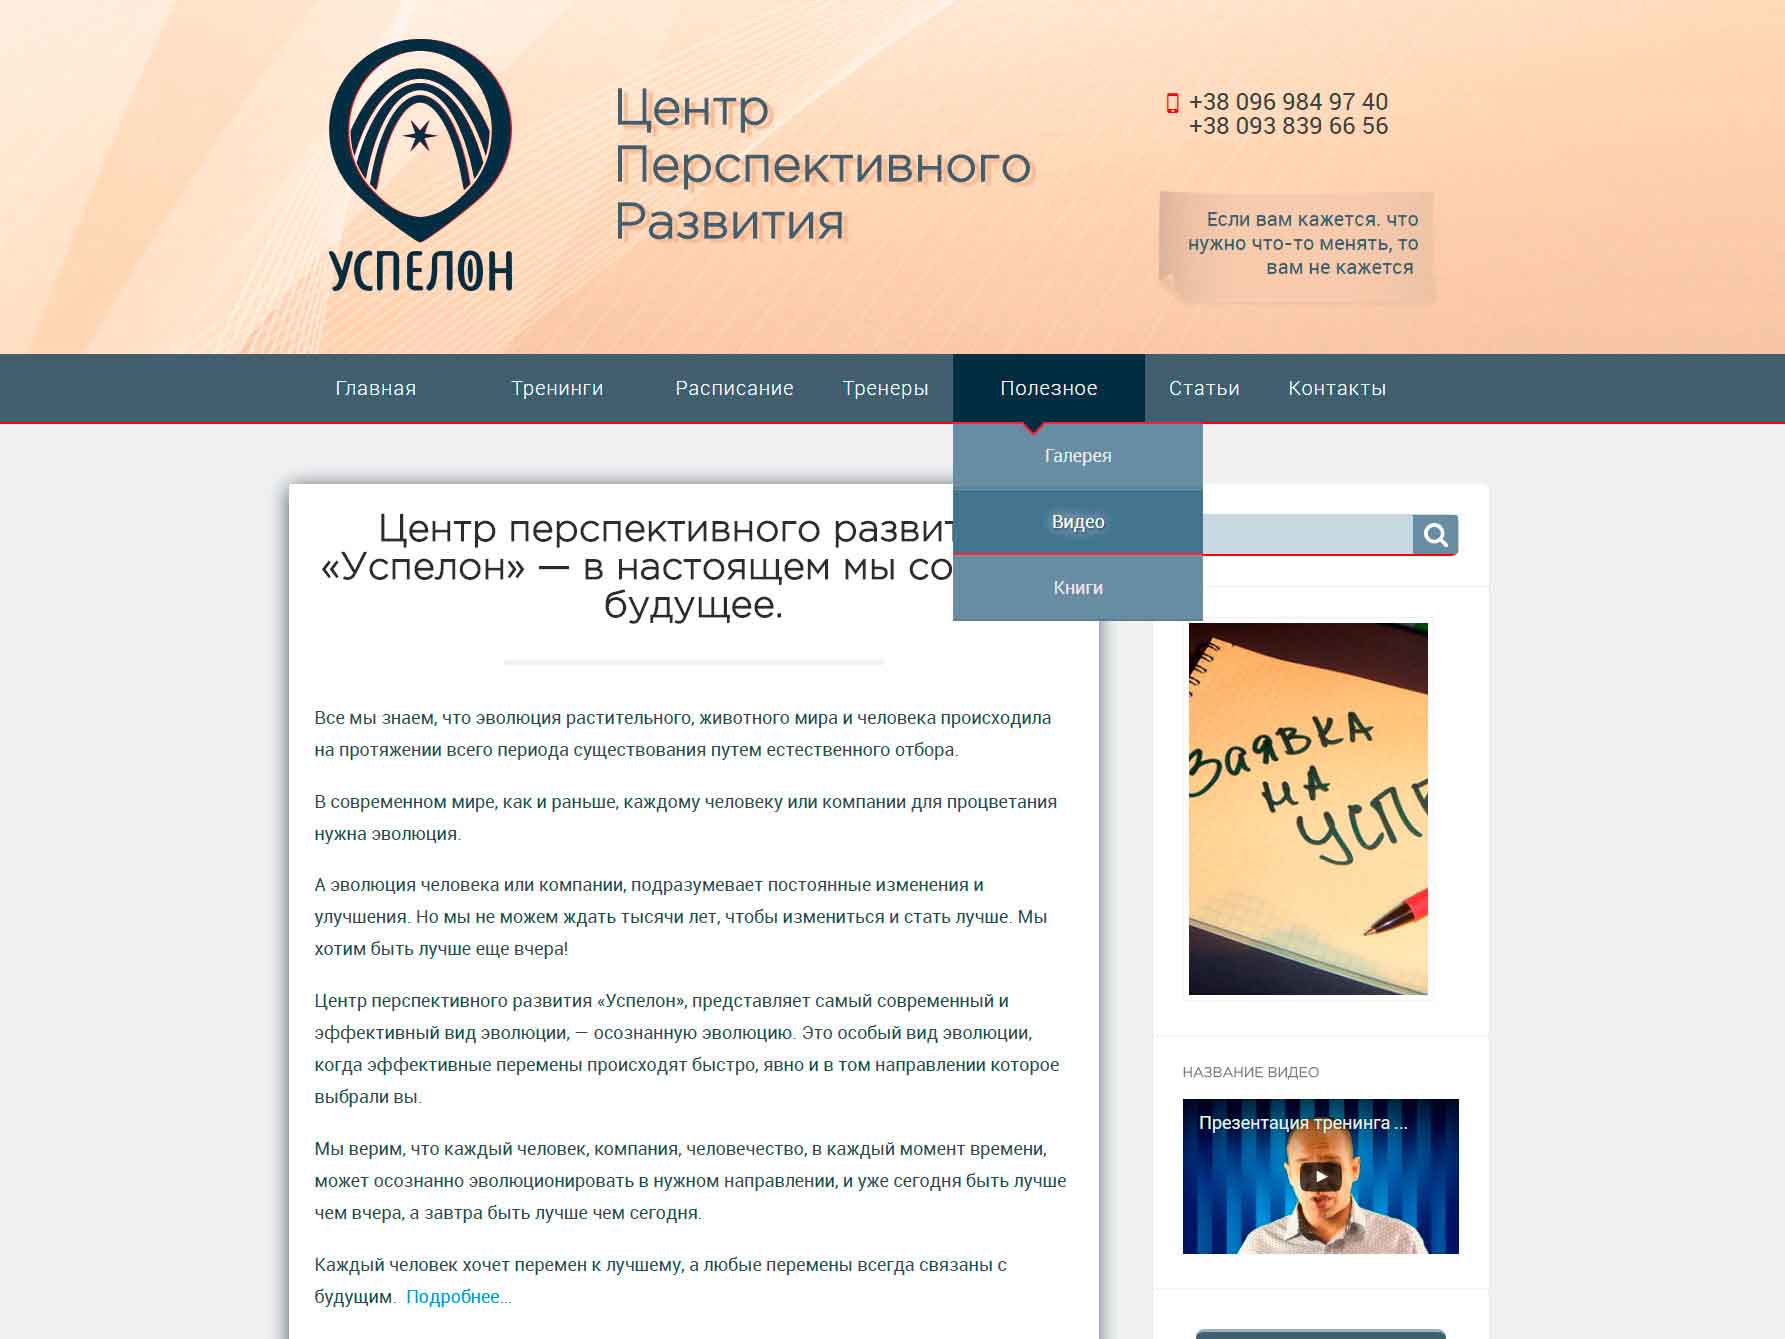 УСПЕЛОН
Центр
Перспективного
Развития
+38 096 984 97 40
+38 093 839 66 56
Если вам кажется. что
нужно что-то менять, то
вам не кажется
Главная Тренинги Расписание Тренеры Полезное Статьи Контакты
Галерея
Видео
Книги
Центр перспективного развит
«Успелон» — в настоящем мы со
будущее.
Все мы знаем, что эволюция растительного, животного мира и человека происходила
на протяжении всего периода существования путем естественного отбора.
В современном мире, как и раньше, каждому человеку или компании для процветания
нужна эволюция.
А эволюция человека или компании, подразумевает постоянные изменения и
улучшения. Но мы не можем ждать тысячи лет, чтобы измениться и стать лучше. Мы
хотим быть лучше еще вчера!
Центр перспективного развития «Успелон», представляет самый современный и
эффективный вид эволюции, — осознанную эволюцию. Это особый вид эволюции,
когда эффективные перемены происходят быстро, явно и в том направлении которое
выбрали вы.
Мы верим, что каждый человек, компания, человечество, в каждый момент времени,
может осознанно эволюционировать в нужном направлении, и уже сегодня быть лучше
чем вчера, а завтра быть лучше чем сегодня.
Каждый человек хочет перемен к лучшему, а любые перемены всегда связаны с
будущим. Подробнее...
Заявка
на
успе
НАЗВАНИЕ ВИДЕО
Презентация тренинга ...